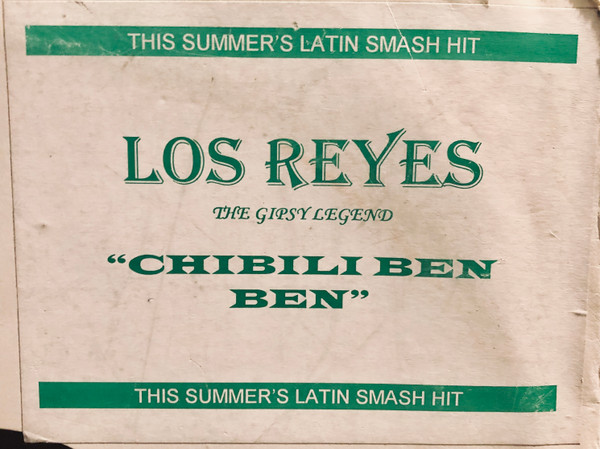 THIS SUMMER'S LATIN SMASH HIT
LOS REYES
THE GIPSY LEGEND
“CHIBILI BEN
BEN”
THIS SUMMER'S LATIN SMASH HIT